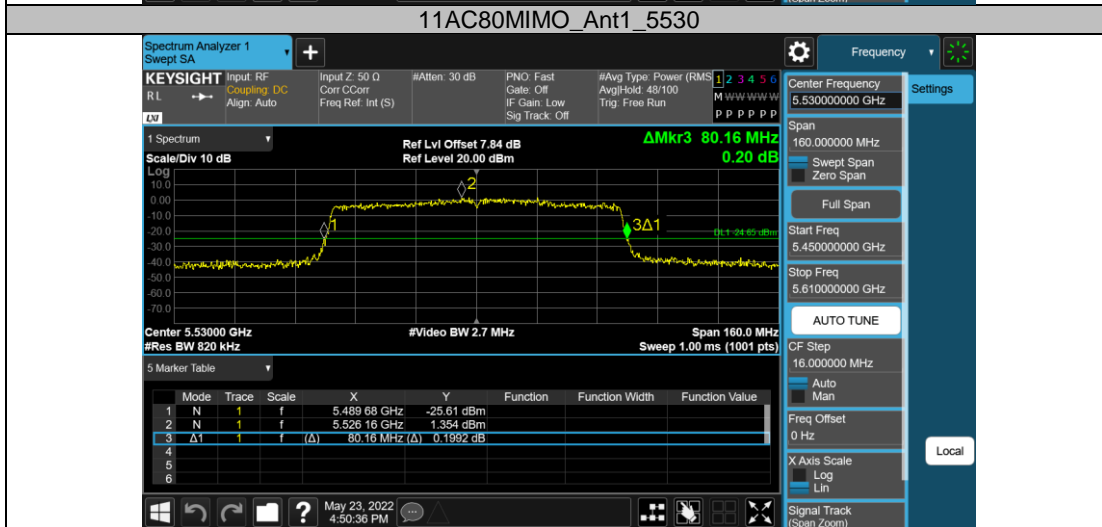 (Span Zoom)
11AC80MIMO_Ant1_5530
Spectrum Analyzer 1
Swept SA
Frequency
KEYSIGHT Input: RF Input Z: 50 Ω #Atten: 30 dB PNO: Fast #Avg Type: Power (RMS 1 2 3 4 5 6
RL Coupling: DC Corr CCorr Gate: Off Avg|Hold: 48/100 M W W W W W
Align: Auto Freq Ref: Int (S) IF Gain: Low Trig: Free Run
LXI Sig Track: Off P P P P P P
1 Spectrum Ref Lvl Offset 7.84 dB ΔMkr3 80.16 MHz
Scale/Div 10 dB Ref Level 20.00 dBm 0.20 dB
Log
10.0
0.00
-10.0
-20.0
-30.0
-40.0
-50.0
-60.0
-70.0
2
1
3Δ1
DL1 -24.65 dBm
Center 5.53000 GHz #Video BW 2.7 MHz Span 160.0 MHz
#Res BW 820 kHz Sweep 1.00 ms (1001 pts)
5 Marker Table
Mode Trace Scale X Y Function Function Width Function Value
1 N 1 f 5.489 68 GHz -25.61 dBm
2 N 1 f 5.526 16 GHz 1.354 dBm
3 Δ1 1 f (Δ) 80.16 MHz (Δ) 0.1992 dB
4
5
6
May 23, 2022
4:50:36 PM
Center Frequency
5.530000000 GHz
Settings
Span
160.000000 MHz
Swept Span
Zero Span
Full Span
Start Freq
5.450000000 GHz
Stop Freq
5.610000000 GHz
AUTO TUNE
CF Step
16.000000 MHz
Auto
Man
Freq Offset
0 Hz
Local
X Axis Scale
Log
Lin
Signal Track
(Span Zoom)